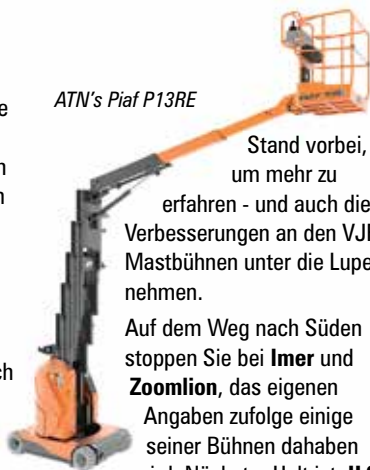 ATN's Piaf P13RE
Stand vorbei,
um mehr zu
erfahren - und auch die
Verbesserungen an den
Mastbühnen unter die Lupe
nehmen.
Auf dem Weg nach Süden
stoppen Sie bei Imer und
Zoomlion, das eigenen
Angaben zufolge einige
seiner Bühnen dahaben